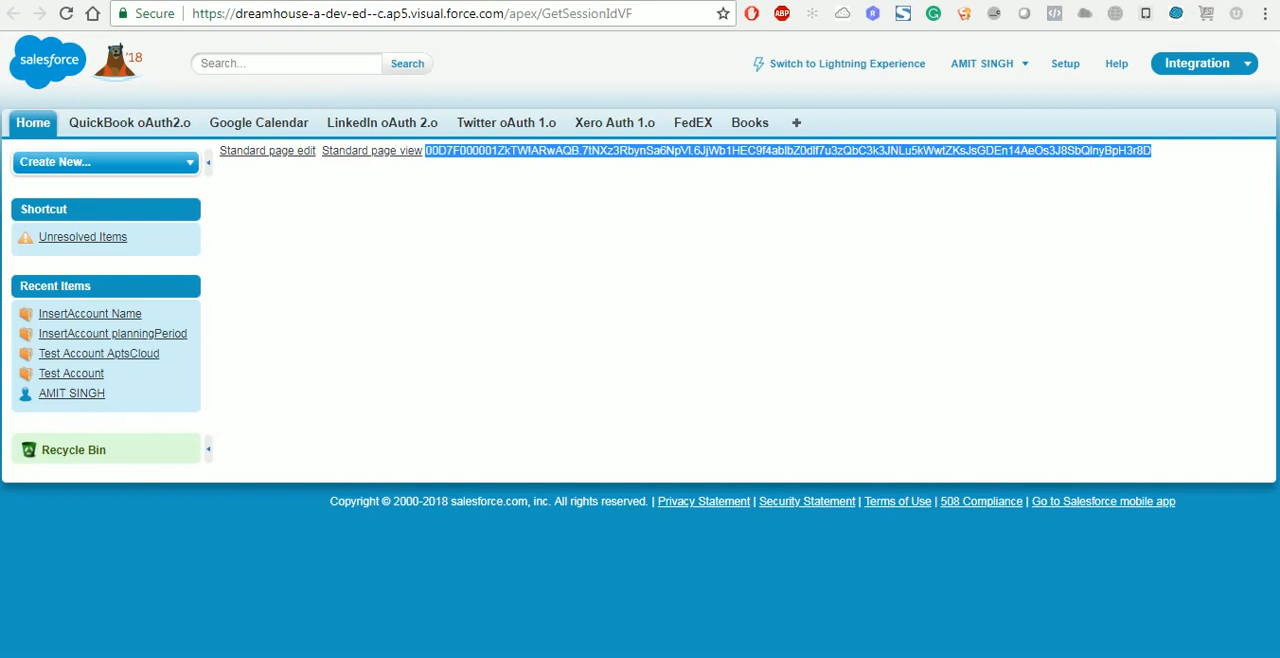 Secure
https://dreamhouse-a-dev-ed--c.ap5.visual.force.com/apex/GetSessionIdVF
salesforce
'18
Search...
Search
Switch to Lightning Experience
AMIT SINGH
Setup
Help
Integration
Home
QuickBook oAuth2.o
Google Calendar
LinkedIn oAuth 2.o
Twitter oAuth 1.o
Xero Auth 1.o
FedEX
Books
Create New...
Standard page edit Standard page view
Shortcut
Unresolved Items
Recent Items
InsertAccount Name
InsertAccount planningPeriod
Test Account AptsCloud
Test Account
AMIT SINGH
Recycle Bin
Copyright © 2000-2018 salesforce.com, inc. All rights reserved. | Privacy Statement | Security Statement | Terms of Use | 508 Compliance | Go to Salesforce mobile app